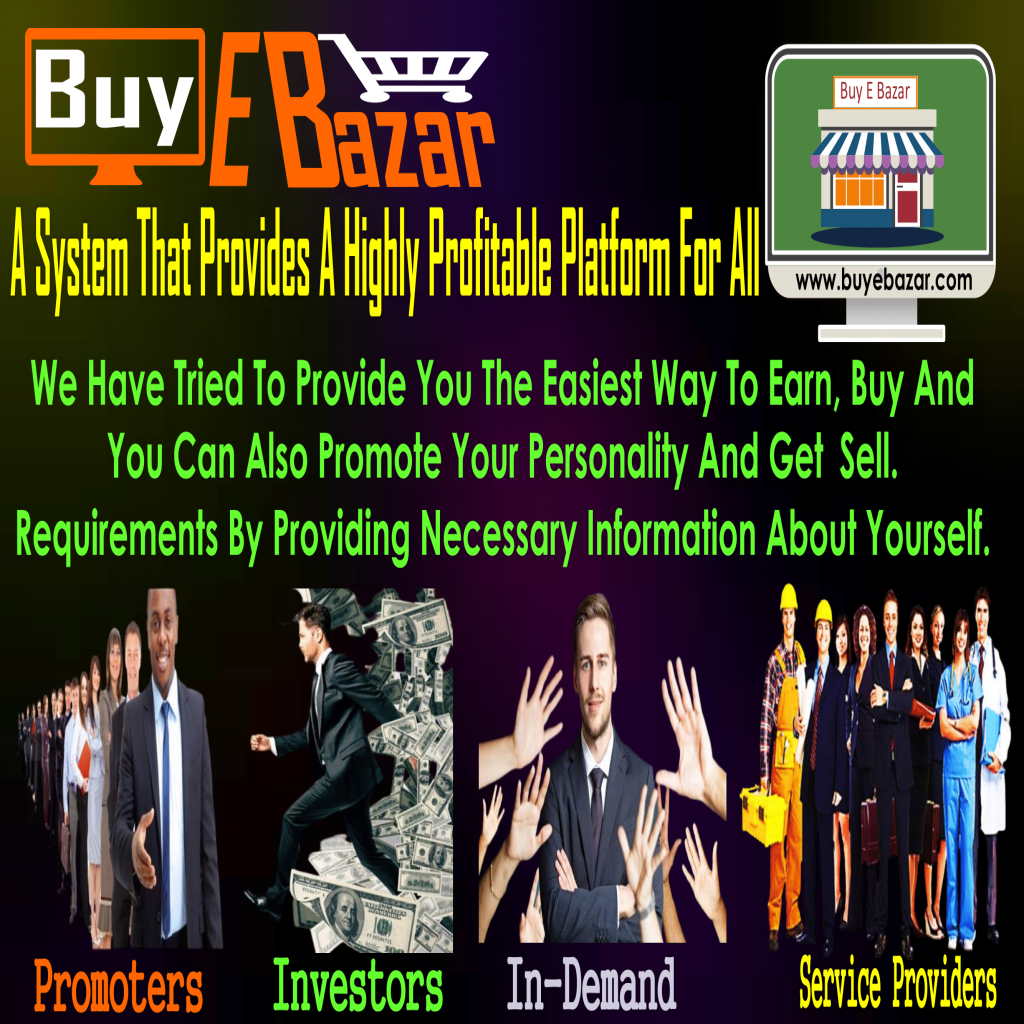 Buy E Bazar
Buy E Bazar
www.buyebazar.com
A System That Provides A Highly Profitable Platform For All
We Have Tried To Provide You The Easiest Way To Earn, Buy And
You Can Also Promote Your Personality And Get Sell.
Requirements By Providing Necessary Information About Yourself.
Promoters
Investors
In-Demand
Service Providers